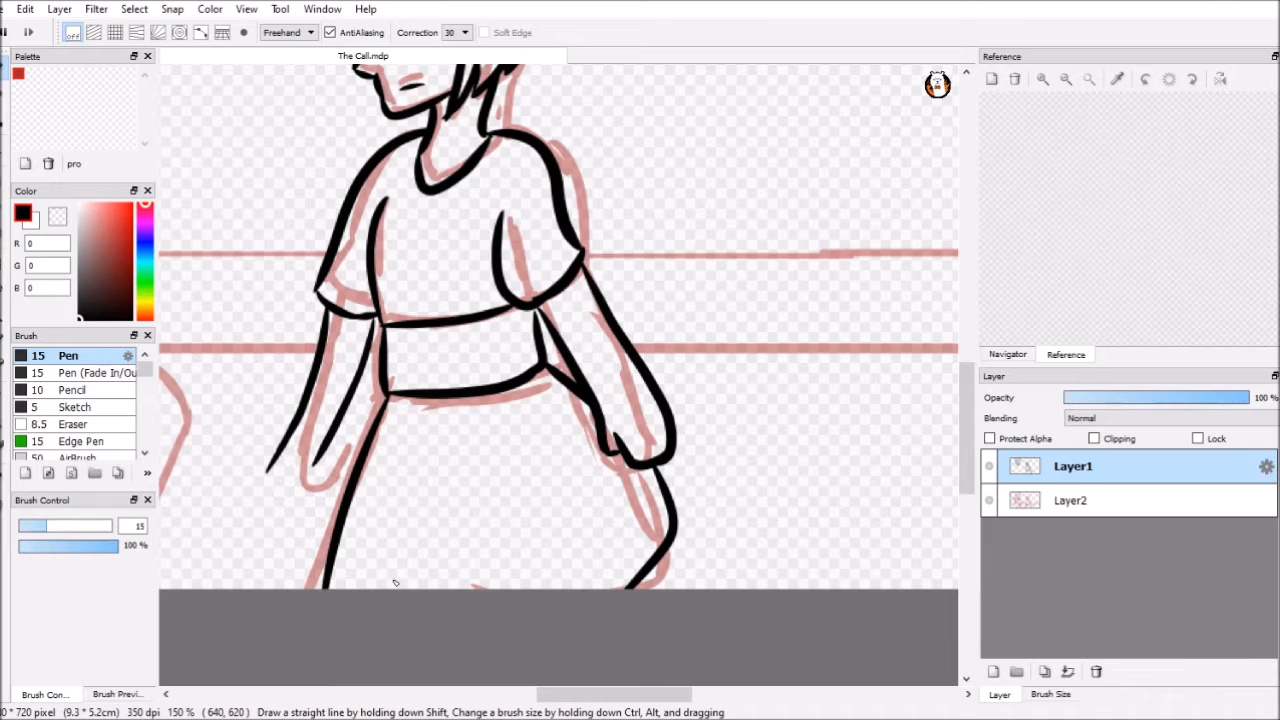 Edit Layer Filter Select Snap Color View Tool Window Help
off Freehand AntiAliasing Correction 30 Soft Edge
Palette
The Call.mdp
Reference
pro
Color
R 0
G 0
B 0
Brush
15 Pen
15 Pen (Fade In/Ou
10 Pencil
5 Sketch
8.5 Eraser
15 Edge Pen
50 AirBrush
Brush Control
15
100 %
Navigator Reference
Layer
Opacity 100 %
Blending Normal
Protect Alpha Clipping Lock
Layer1
Layer2
Brush Con... Brush Previ...
Layer Brush Size
0 * 720 pixel (9.3 * 5.2cm) 350 dpi 150 % ( 640, 620 ) Draw a straight line by holding down Shift, Change a brush size by holding down Ctrl, Alt, and dragging